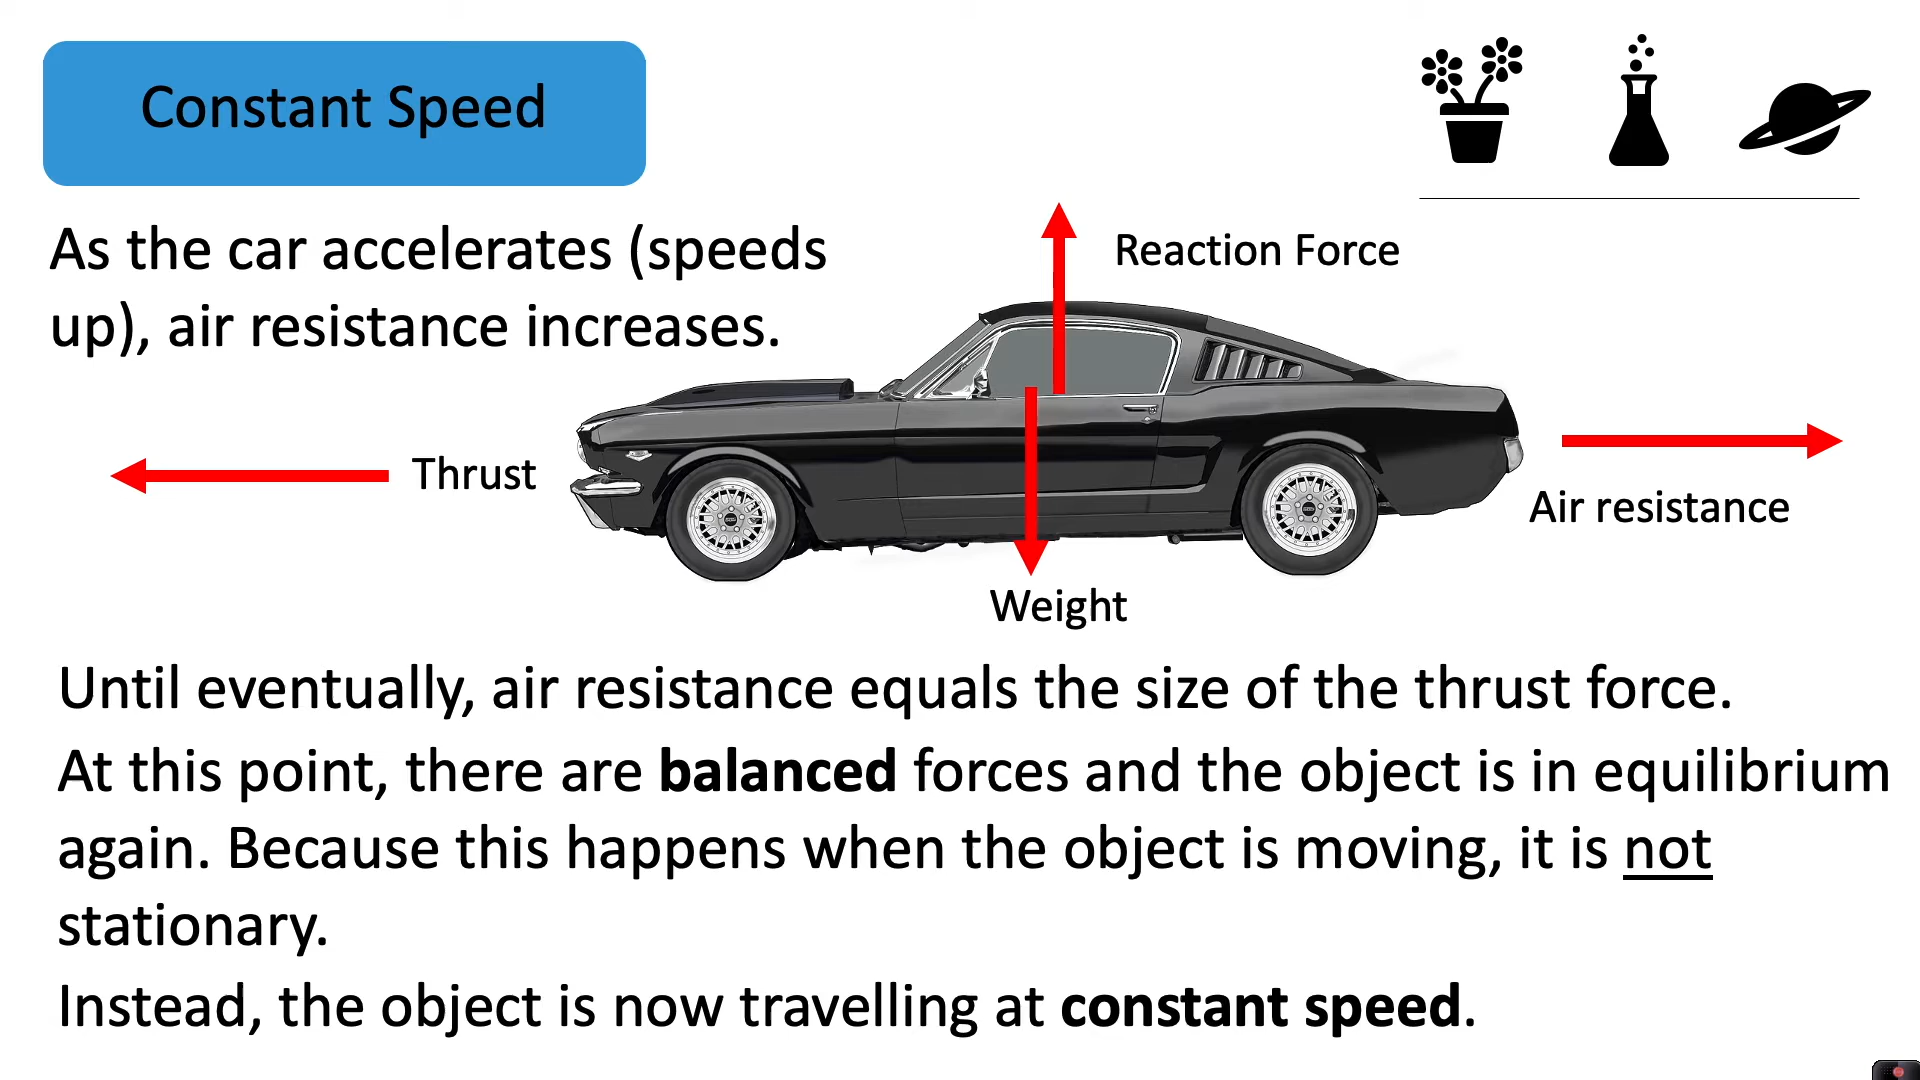 Constant Speed
As the car accelerates (speeds
up), air resistance increases.
Reaction Force
Thrust
Air resistance
Weight
Until eventually, air resistance equals the size of the thrust force.
At this point, there are balanced forces and the object is in equilibrium
again. Because this happens when the object is moving, it is not
stationary.
Instead, the object is now travelling at constant speed.